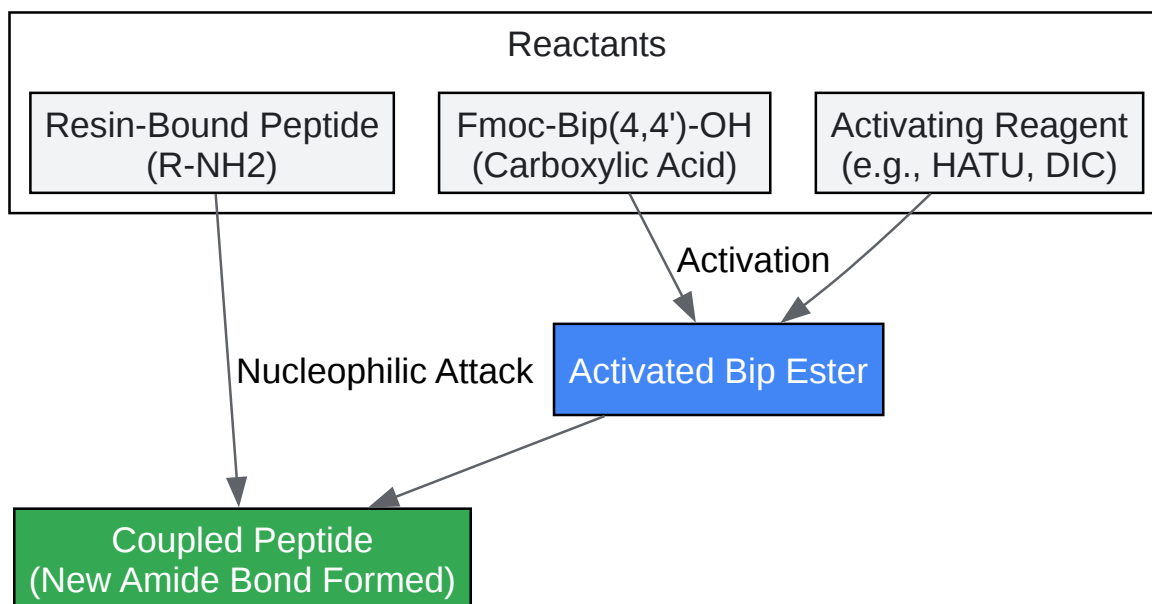 Reactants
Resin-Bound Peptide
(R-NH2)
Fmoc-Bip(4,4')-OH
(Carboxylic Acid)
Activating Reagent
(e.g., HATU, DIC)
Activation
Nucleophilic Attack
Activated Bip Ester
Coupled Peptide
(New Amide Bond Formed)